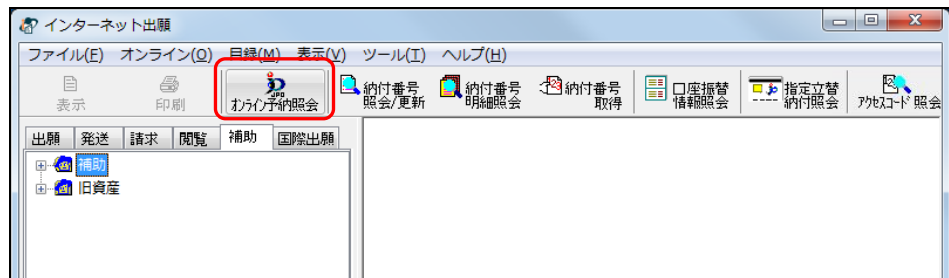 インターネット出願
ファイル(F) オンライン(O) 目録(M) 表示(V) ツール(T) ヘルプ(H)
表示
印刷
JPO
オンライン予納照会
納付番号
照会/更新
納付番号
明細照会
納付番号
取得
口座振替
情報照会
指定立替
納付照会
アクセスコード照会
出願 発送 請求 閲覧 補助 国際出願
補助
旧資産